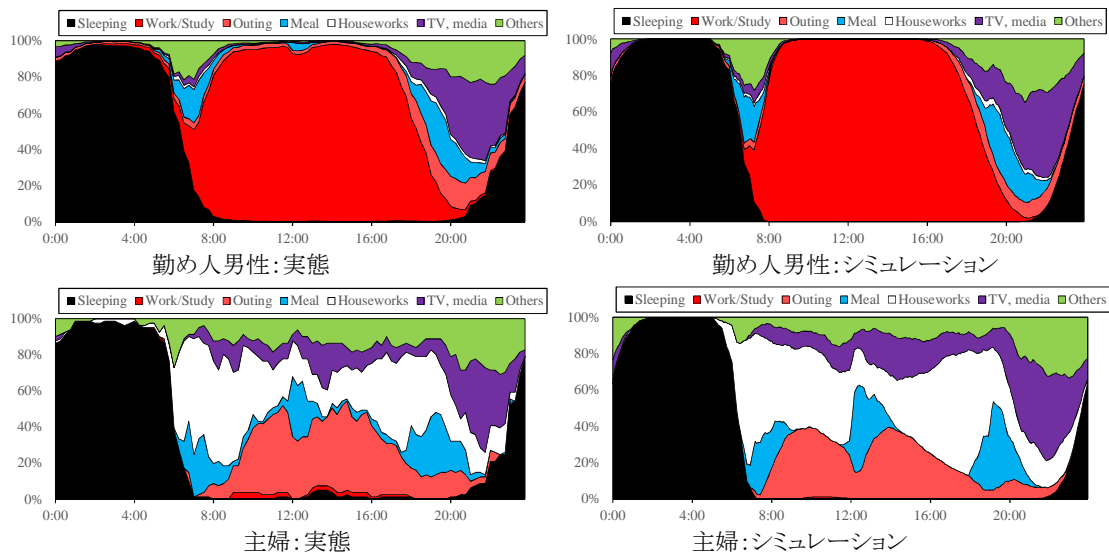 Sleeping Work/Study Outing Meal Houseworks TV, media Others
100%
80%
60%
40%
20%
0%
0:00 4:00 8:00 12:00 16:00 20:00
勤め人男性：実態
Sleeping Work/Study Outing Meal Houseworks TV, media Others
100%
80%
60%
40%
20%
0%
0:00 4:00 8:00 12:00 16:00 20:00
勤め人男性：シミュレーション
Sleeping Work/Study Outing Meal Houseworks TV, media Others
100%
80%
60%
40%
20%
0%
0:00 4:00 8:00 12:00 16:00 20:00
主婦：実態
Sleeping Work/Study Outing Meal Houseworks TV, media Others
100%
80%
60%
40%
20%
0%
0:00 4:00 8:00 12:00 16:00 20:00
主婦：シミュレーション